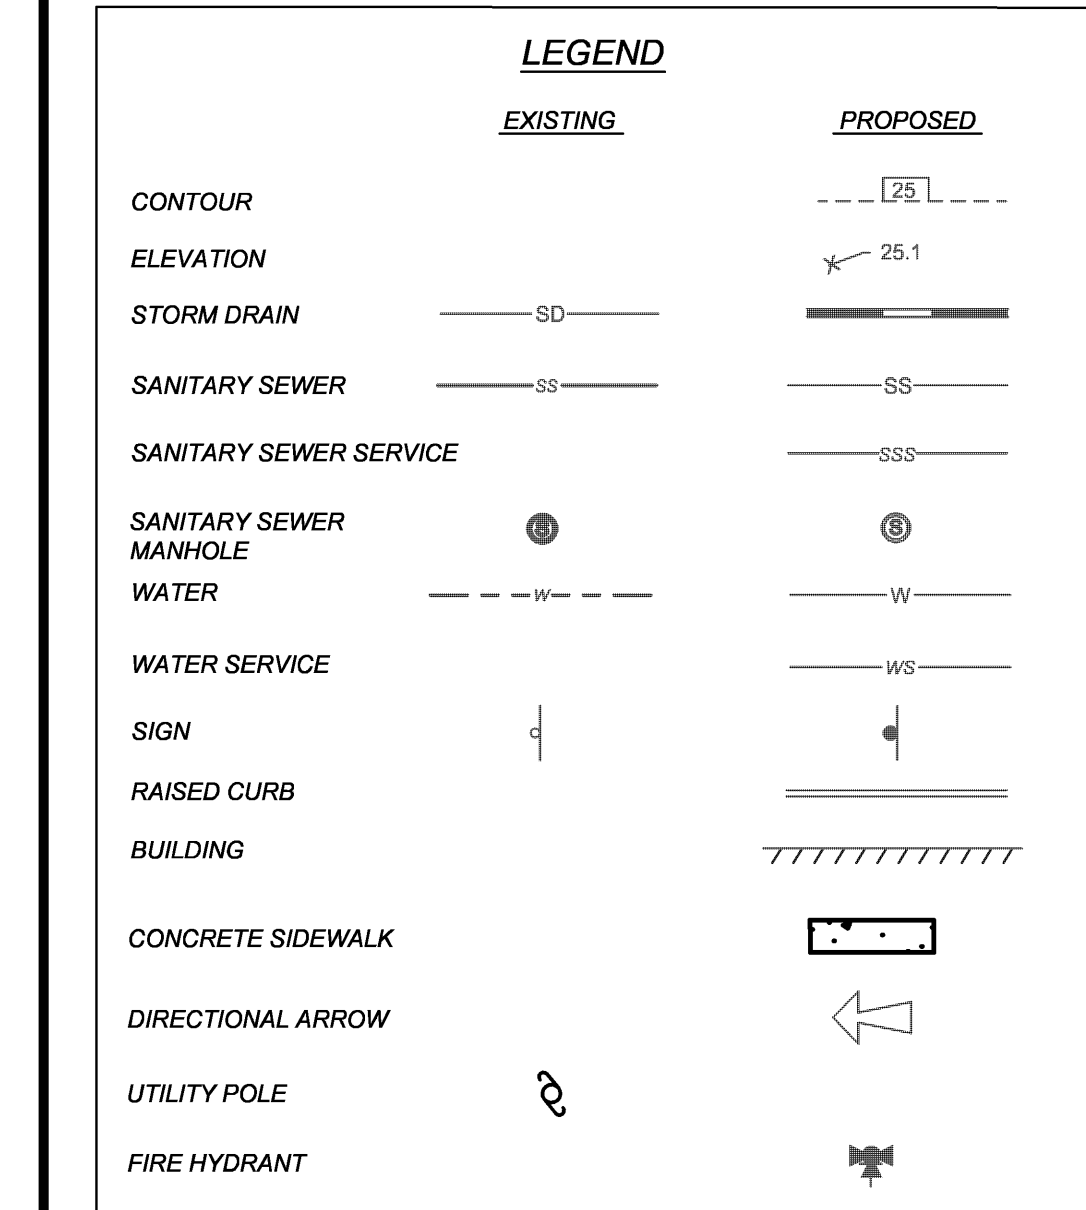 LEGEND
EXISTING PROPOSED
CONTOUR 25
ELEVATION 25.1
STORM DRAIN SD
SANITARY SEWER SS SS
SANITARY SEWER SERVICE SSS
SANITARY SEWER
MANHOLE S S
WATER W W
WATER SERVICE WS
SIGN
RAISED CURB
BUILDING
CONCRETE SIDEWALK
DIRECTIONAL ARROW
UTILITY POLE
FIRE HYDRANT